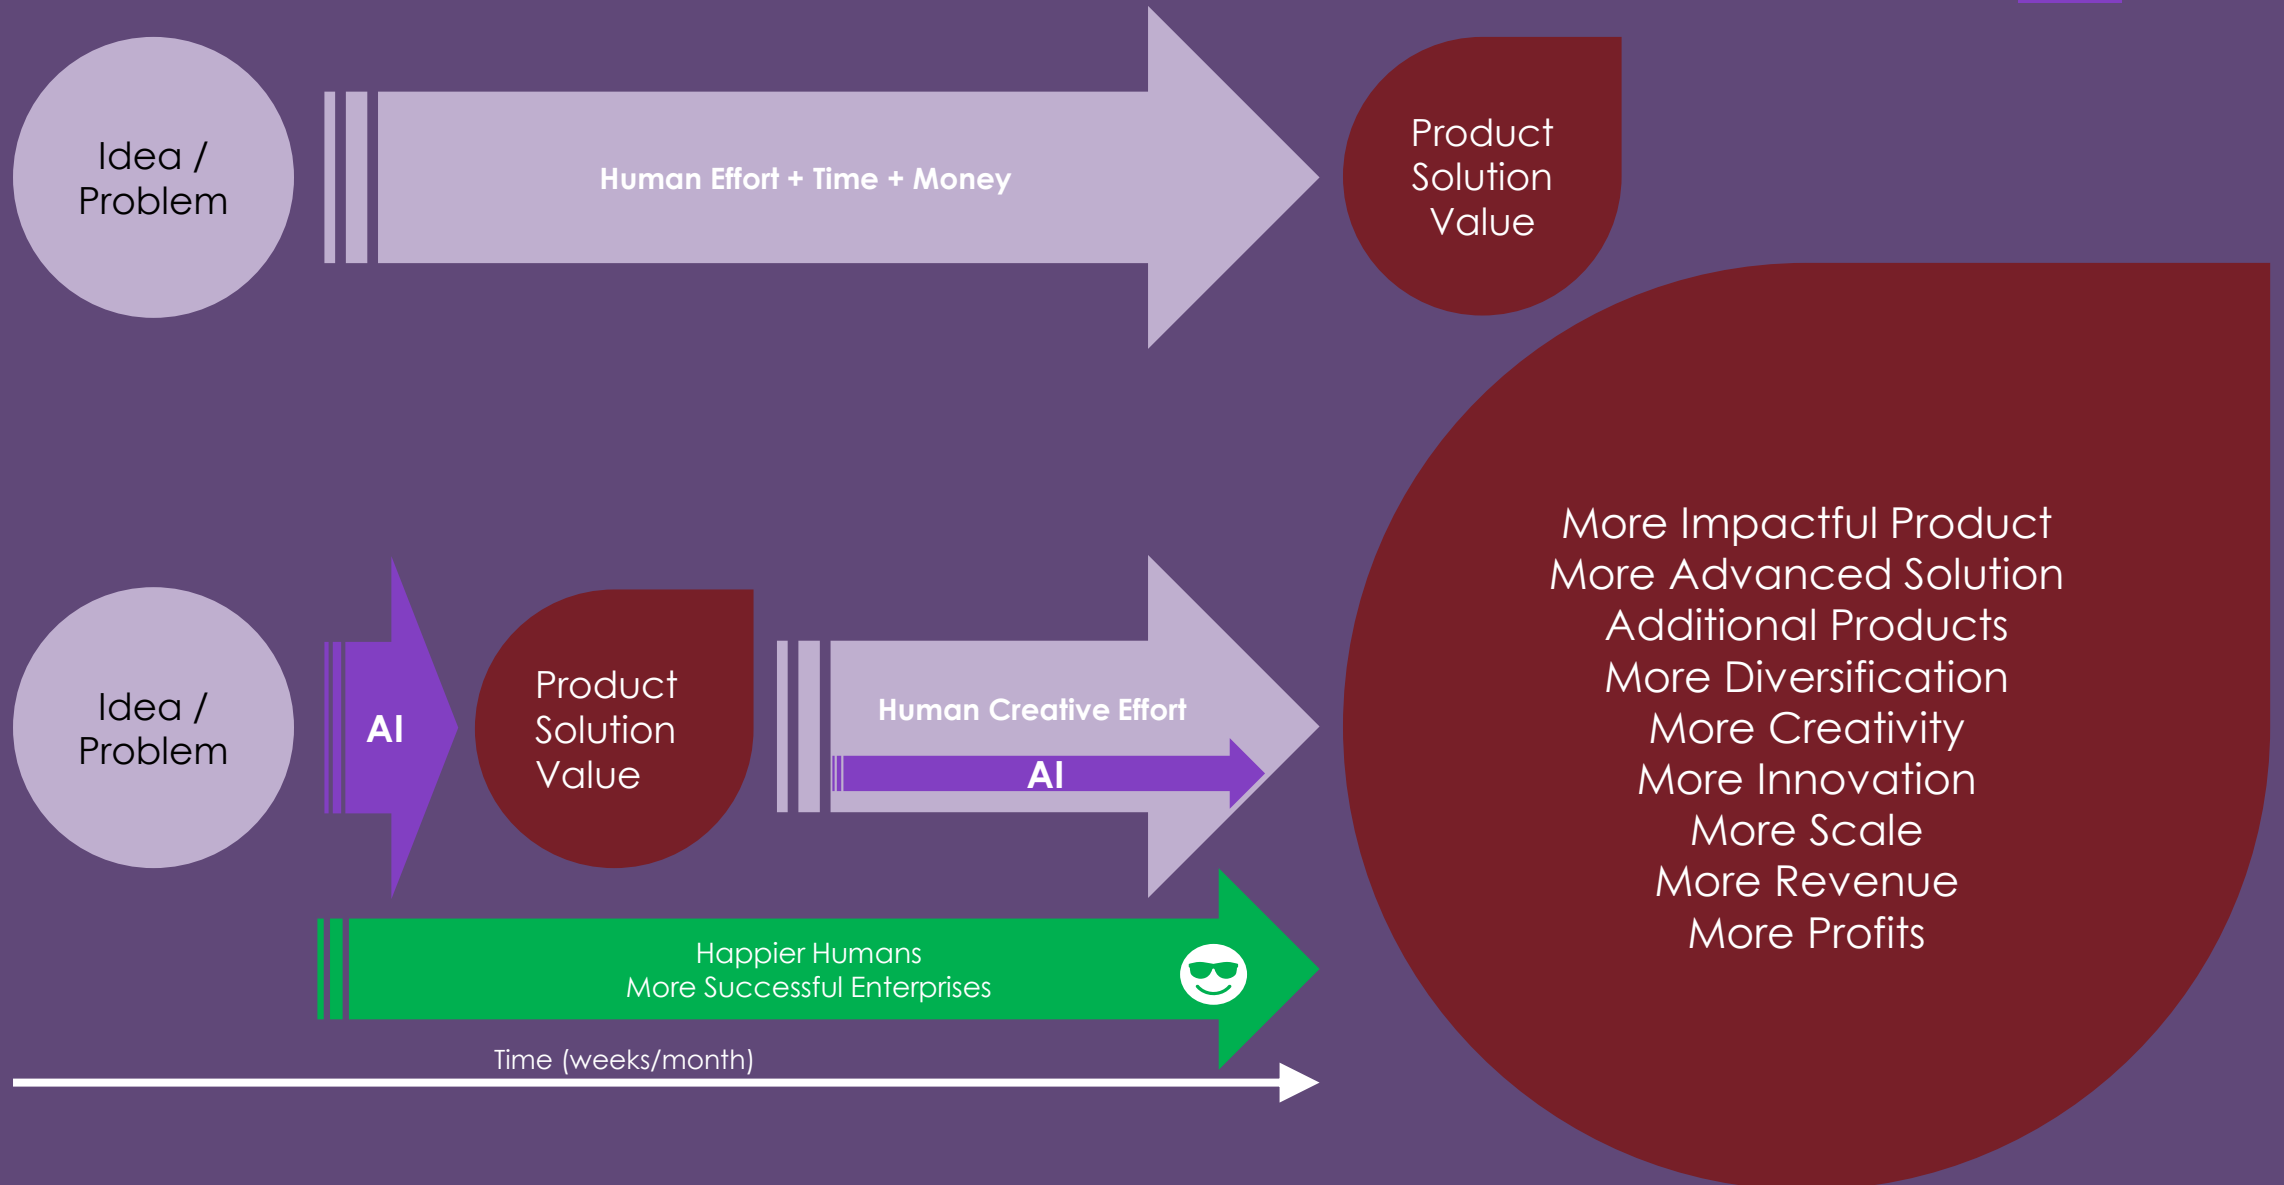 Idea /
Problem
Human Effort + Time + Money
Product
Solution
Value
Idea /
Problem
AI
Product
Solution
Value
Human Creative Effort
AI
More Impactful Product
More Advanced Solution
Additional Products
More Diversification
More Creativity
More Innovation
More Scale
More Revenue
More Profits
Happier Humans
More Successful Enterprises
Time (weeks/month)